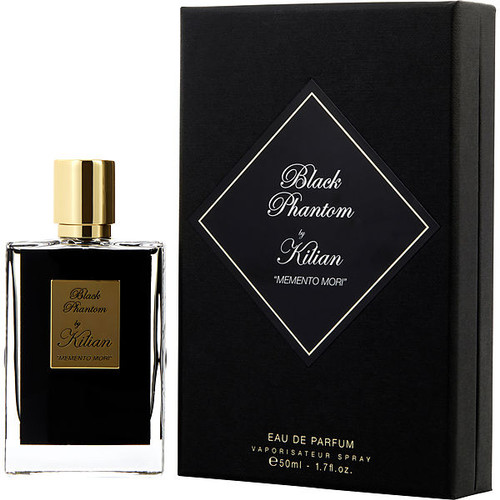 Black
Phantom
by
Kilian
"MEMENTO MORI"
Black
Phantom
by
Kilian
"MEMENTO MORI"
EAU DE PARFUM
VAPORISATEUR SPRAY
℮50ml - 1.7fl.oz.